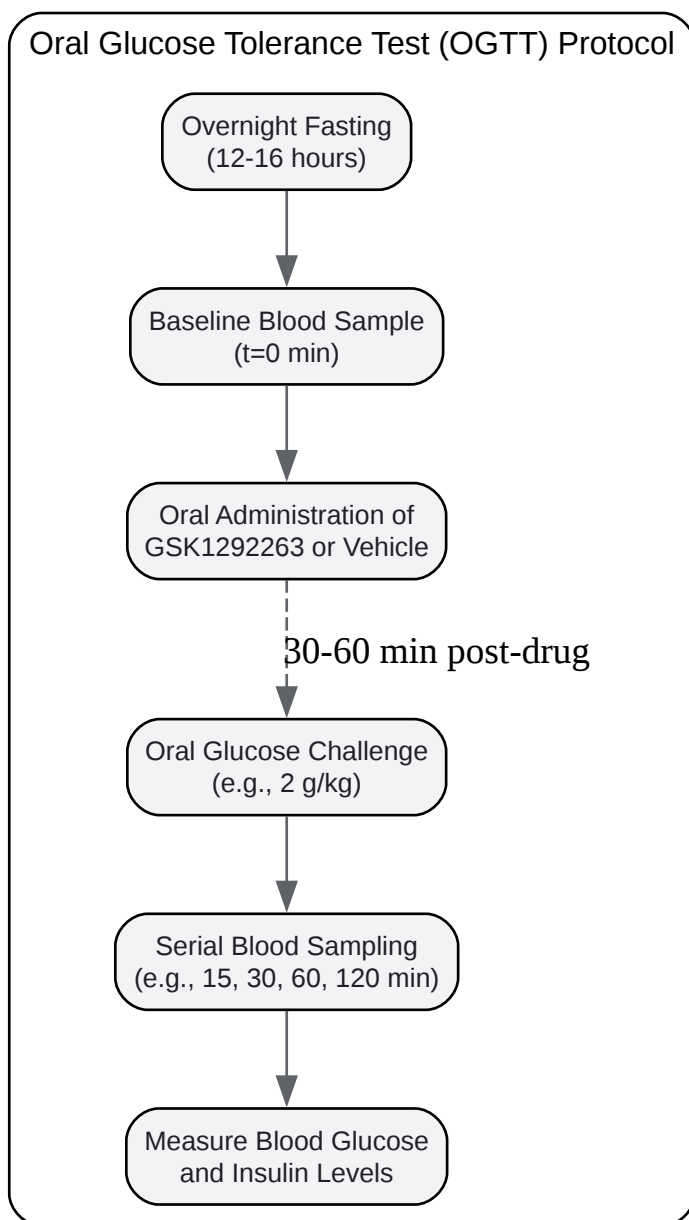 Oral Glucose Tolerance Test (OGTT) Protocol
Overnight Fasting
(12-16 hours)
Baseline Blood Sample
(t=0 min)
Oral Administration of
GSK1292263 or Vehicle
30-60 min post-drug
Oral Glucose Challenge
(e.g., 2 g/kg)
Serial Blood Sampling
(e.g., 15, 30, 60, 120 min)
Measure Blood Glucose
and Insulin Levels